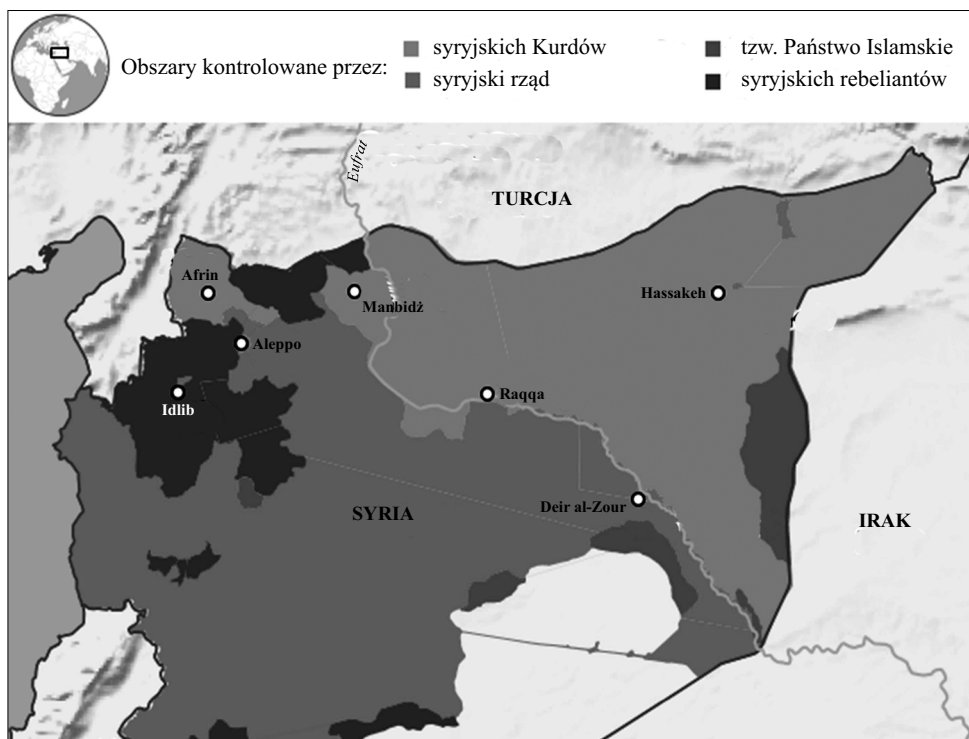 Obszary kontrolowane przez:
syryjskich Kurdów
syryjski rząd
tzw. Państwo Islamskie
syryjskich rebeliantów
Eufrat
TURCJA
Afrin
Manbidż
Hassakeh
Aleppo
Idlib
Raqqa
Deir al-Zour
SYRIA
IRAK